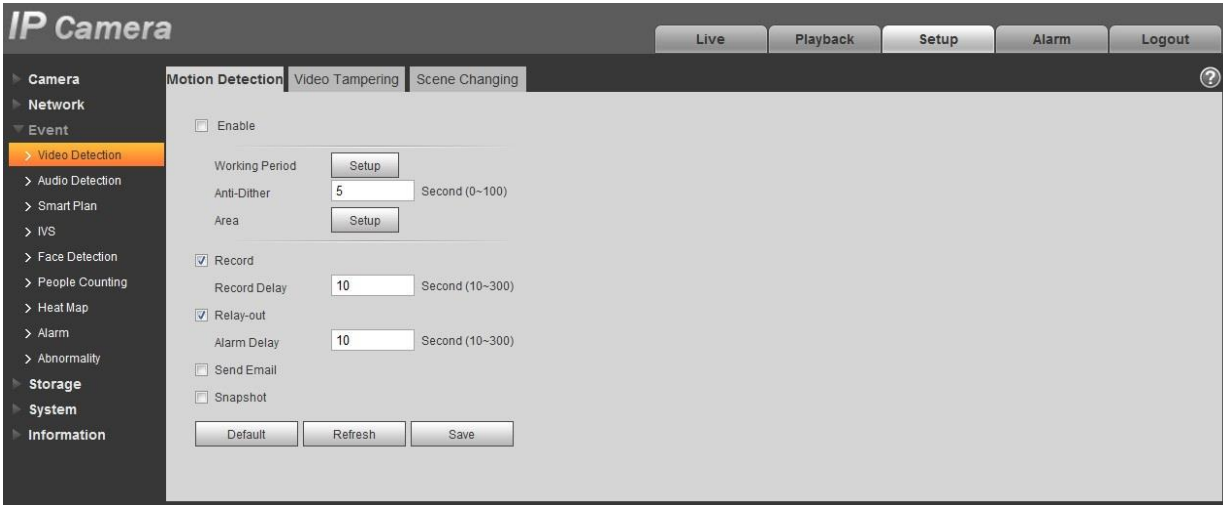 IP Camera
Live Playback Setup Alarm Logout
Camera
Network
Event
Video Detection
Audio Detection
Smart Plan
IVS
Face Detection
People Counting
Heat Map
Alarm
Abnormality
Storage
System
Information
Motion Detection Video Tampering Scene Changing ?
Enable
Working Period Setup
Anti-Dither 5 Second (0~100)
Area Setup
Record
Record Delay 10 Second (10~300)
Relay-out
Alarm Delay 10 Second (10~300)
Send Email
Snapshot
Default Refresh Save